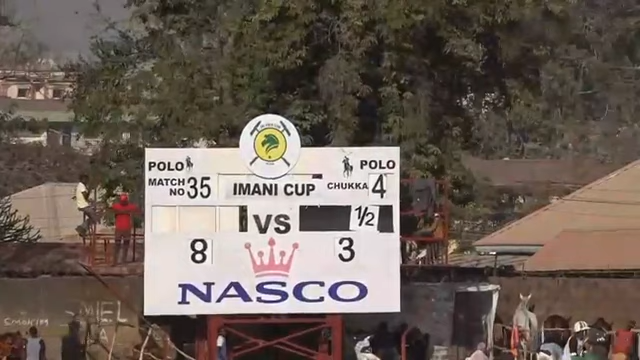 POLO POLO
MATCH NO 35 IMANI CUP CHUKKA 4
VS 1/2
8 3
NASCO